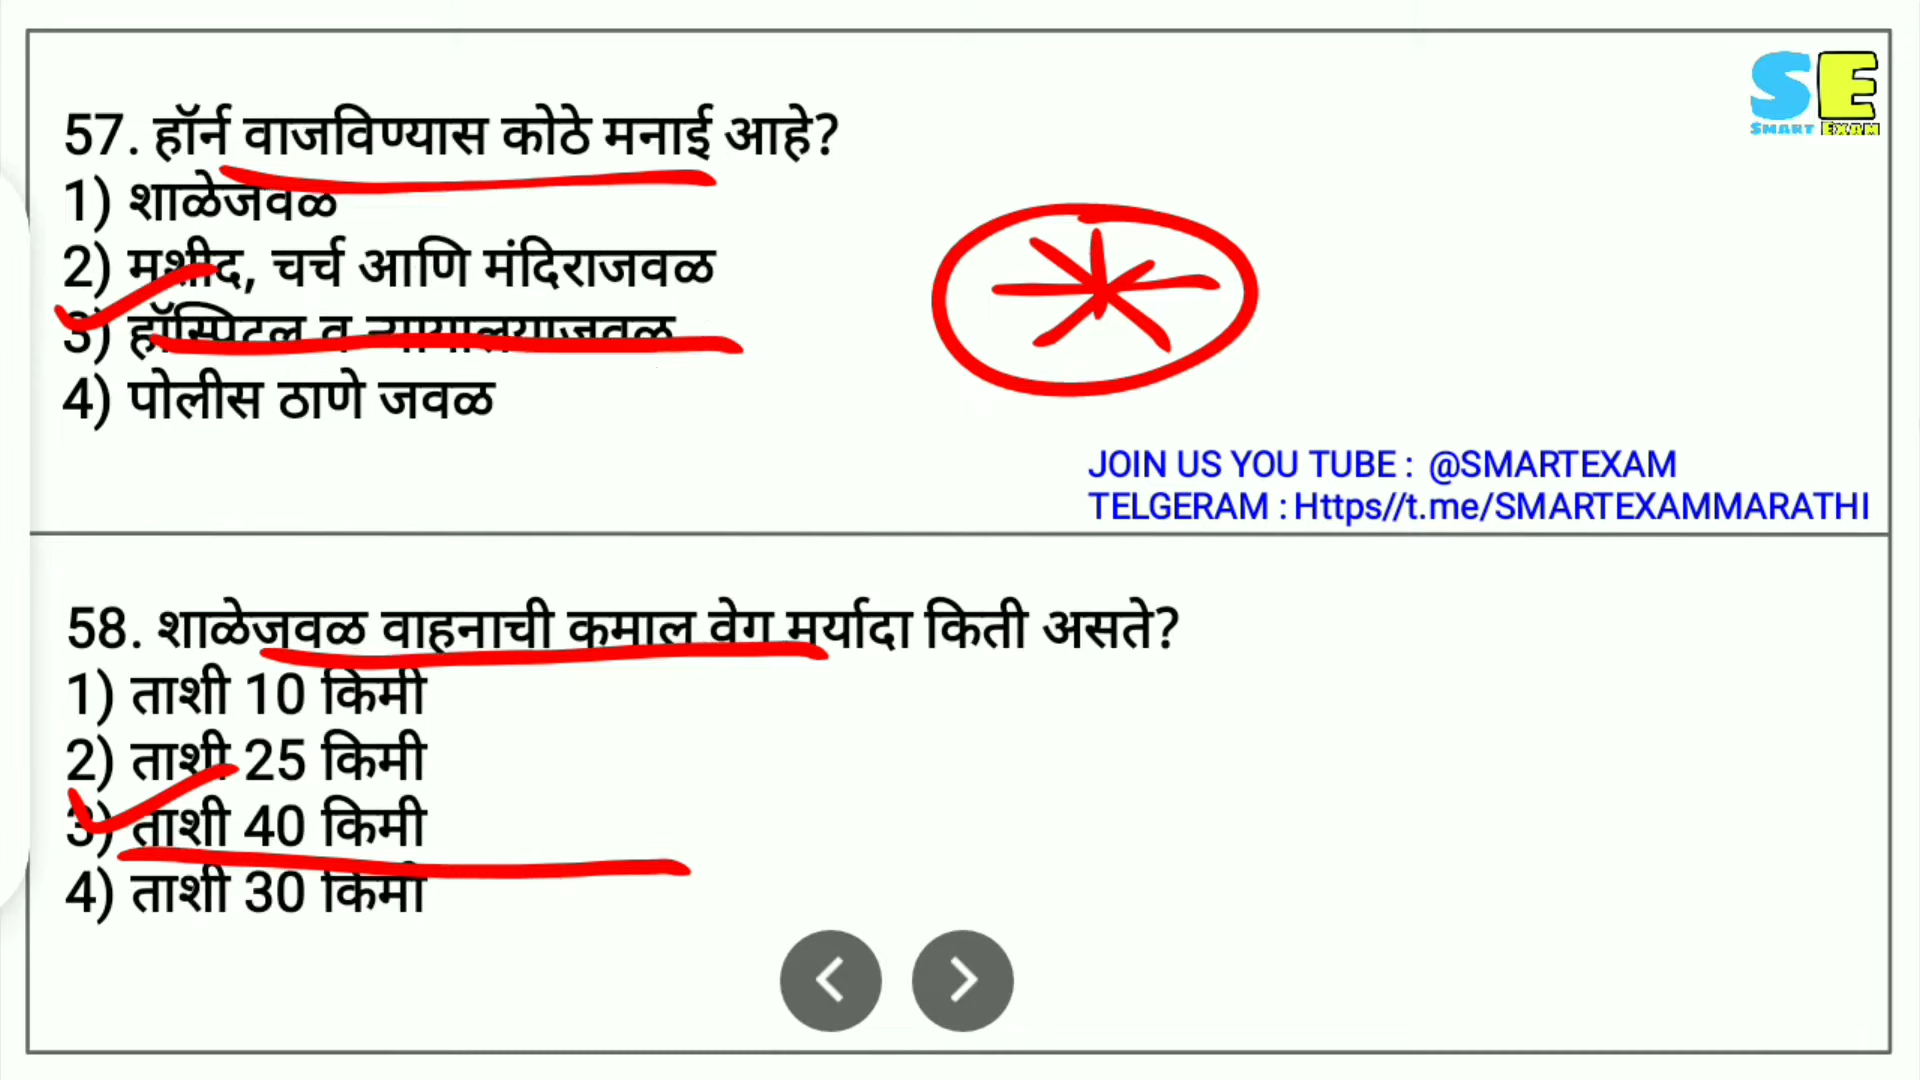 57. हॉर्न वाजविण्यास कोठे मनाई आहे?
1) शाळेजवळ
2) मशीद, चर्च आणि मंदिराजवळ
3) हॉस्पिटल व न्यायालयाजवळ
4) पोलीस ठाणे जवळ
SE
SMART EXAM
JOIN US YOU TUBE : @SMARTEXAM
TELGERAM : Https//t.me/SMARTEXAMMARATHI
58. शाळेजवळ वाहनाची कमाल वेग मर्यादा किती असते?
1) ताशी 10 किमी
2) ताशी 25 किमी
3) ताशी 40 किमी
4) ताशी 30 किमी